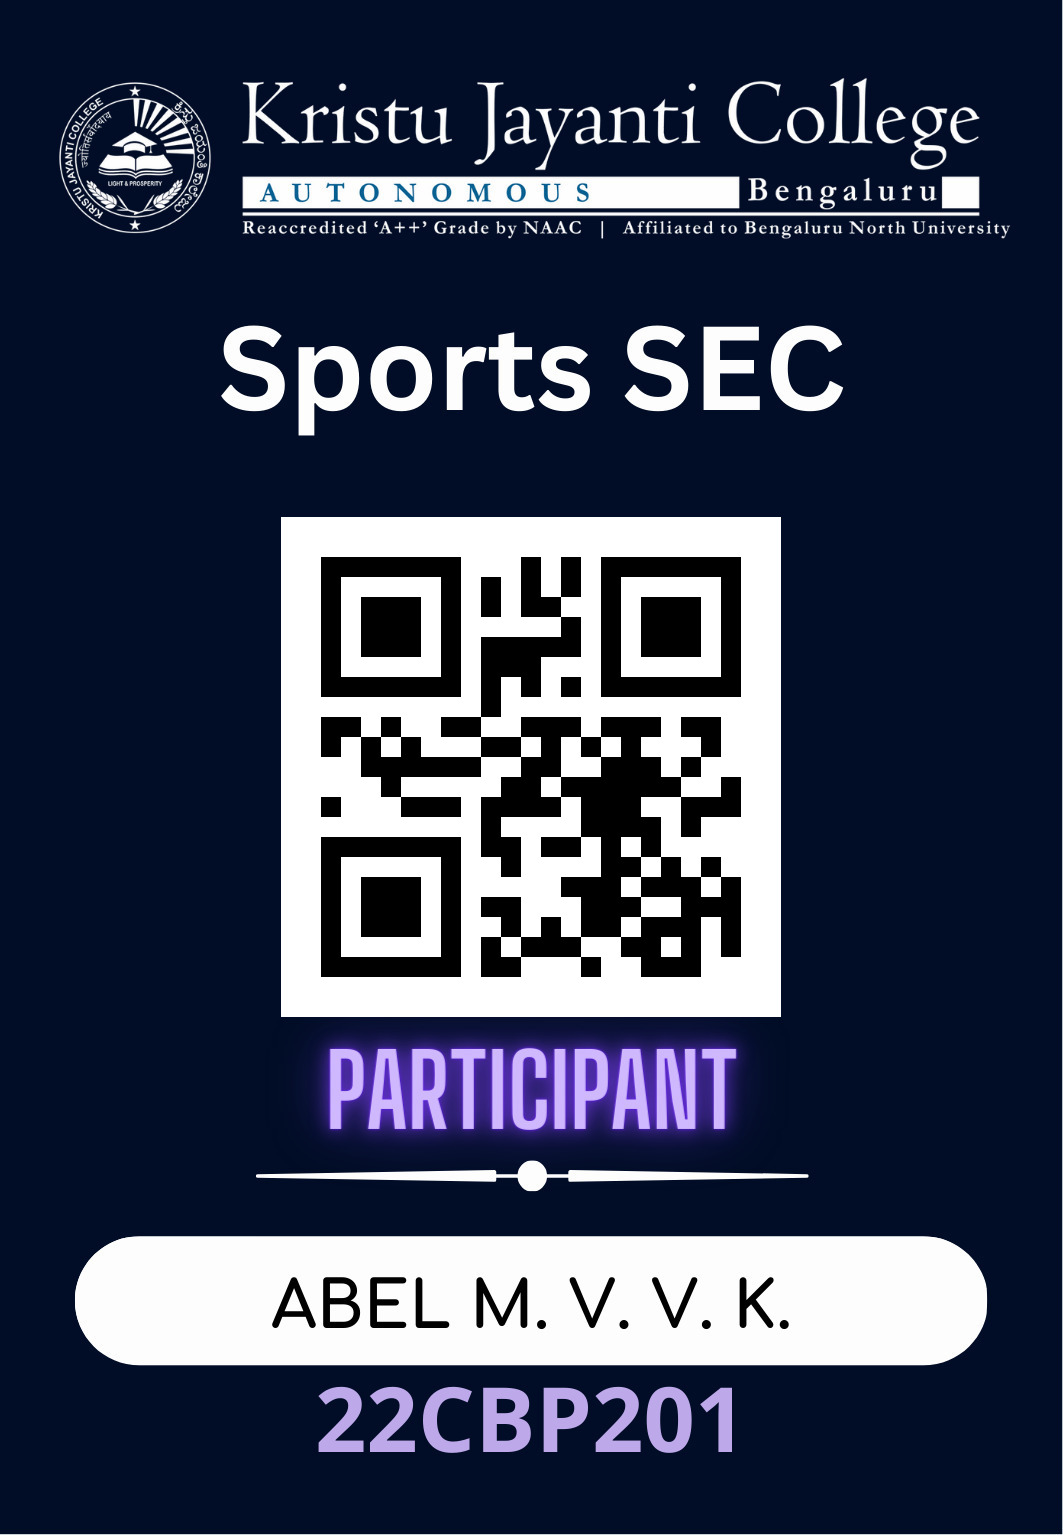 KRISTU JAYANTI COLLEGE
ಕ್ರಿಸ್ತು ಜಯಂತಿ ಕಾಲೇಜು
LIGHT & PROSPERITY
Kristu Jayanti College
AUTONOMOUS Bengaluru
Reaccredited ‘A++’ Grade by NAAC | Affiliated to Bengaluru North University
Sports SEC
PARTICIPANT
ABEL M. V. V. K.
22CBP201